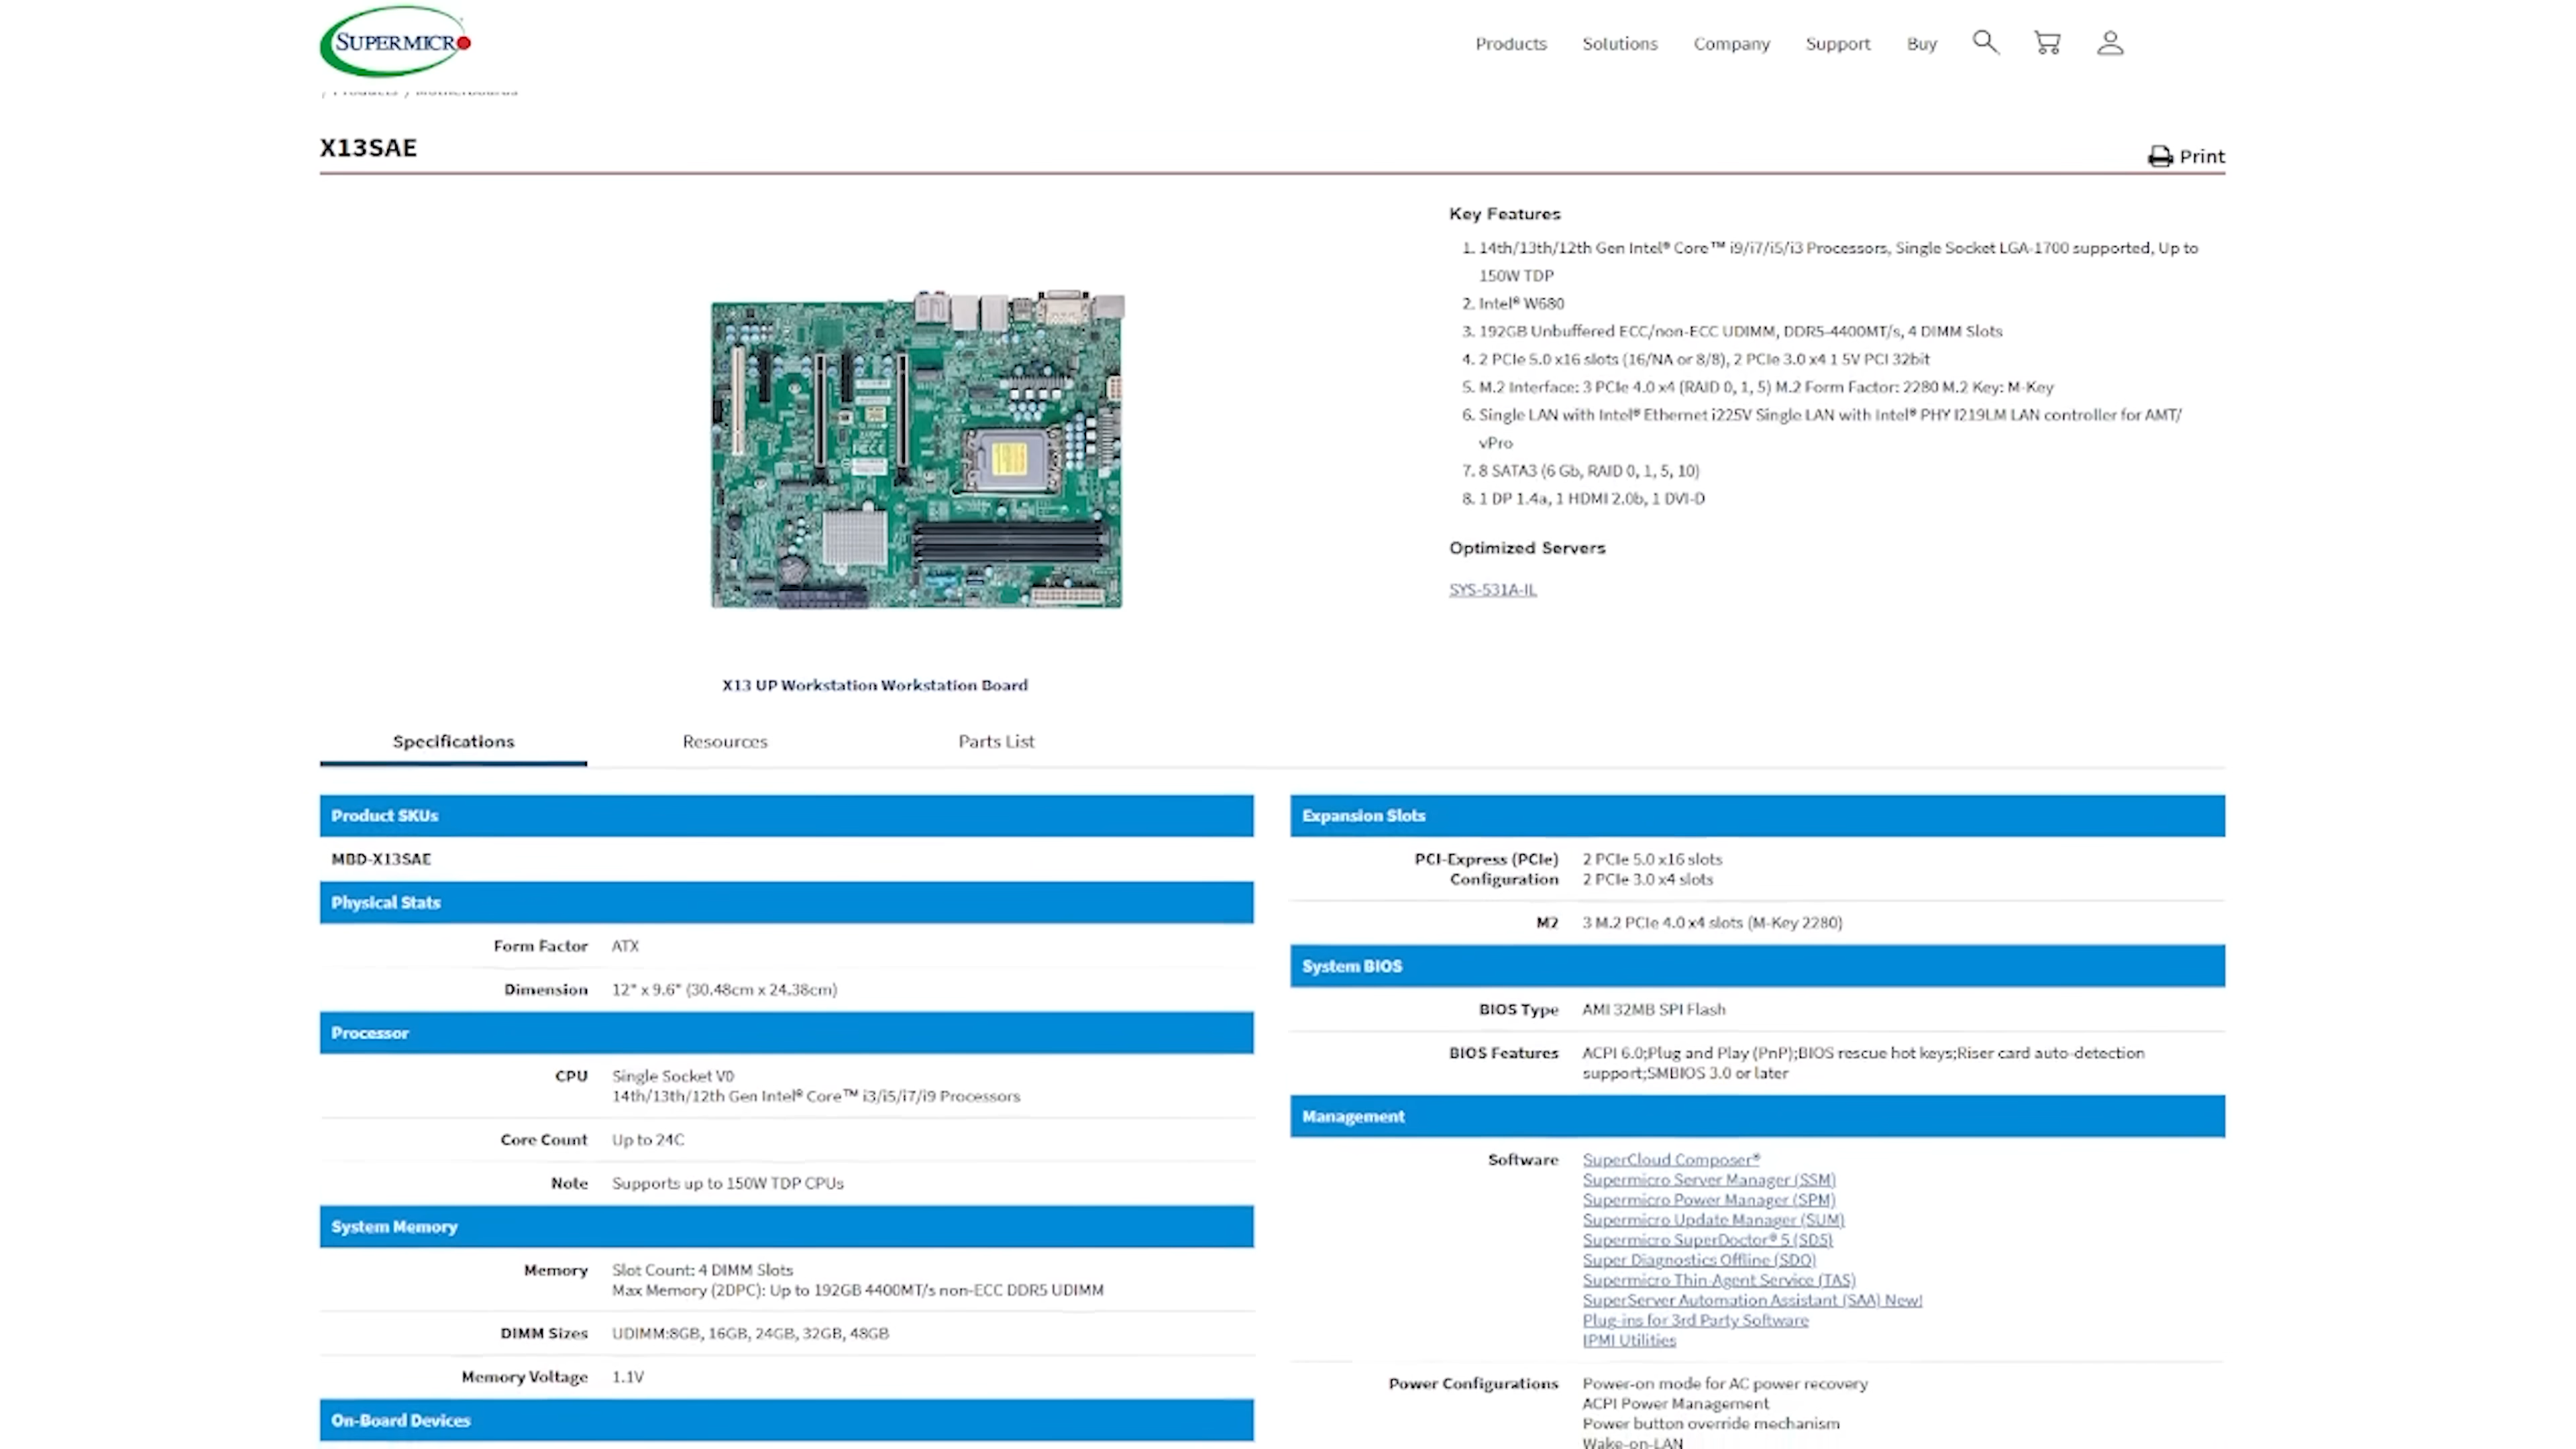 SUPERMICRO
Products
Solutions
Company
Support
Buy
/ Products / Motherboards
X13SAE
Print
Key Features
1. 14th/13th/12th Gen Intel® Core™ i9/i7/i5/i3 Processors, Single Socket LGA-1700 supported, Up to
150W TDP
2. Intel® W680
3. 192GB Unbuffered ECC/non-ECC UDIMM, DDR5-4400MT/s, 4 DIMM Slots
4. 2 PCIe 5.0 x16 slots (16/NA or 8/8), 2 PCIe 3.0 x4 1 5V PCI 32bit
5. M.2 Interface: 3 PCIe 4.0 x4 (RAID 0, 1, 5) M.2 Form Factor: 2280 M.2 Key: M-Key
6. Single LAN with Intel® Ethernet i225V Single LAN with Intel® PHY I219LM LAN controller for AMT/
vPro
7. 8 SATA3 (6 Gb, RAID 0, 1, 5, 10)
8. 1 DP 1.4a, 1 HDMI 2.0b, 1 DVI-D
Optimized Servers
SYS-531A-IL
X13 UP Workstation Workstation Board
Specifications
Resources
Parts List
Product SKUs
MBD-X13SAE
Physical Stats
Form Factor ATX
Dimension 12" x 9.6" (30.48cm x 24.38cm)
Processor
CPU Single Socket V0
14th/13th/12th Gen Intel® Core™ i3/i5/i7/i9 Processors
Core Count Up to 24C
Note Supports up to 150W TDP CPUs
System Memory
Memory Slot Count: 4 DIMM Slots
Max Memory (2DPC): Up to 192GB 4400MT/s non-ECC DDR5 UDIMM
DIMM Sizes UDIMM:8GB, 16GB, 24GB, 32GB, 48GB
Memory Voltage 1.1V
On-Board Devices
Expansion Slots
PCI-Express (PCIe) 2 PCIe 5.0 x16 slots
Configuration 2 PCIe 3.0 x4 slots
M2 3 M.2 PCIe 4.0 x4 slots (M-Key 2280)
System BIOS
BIOS Type AMI 32MB SPI Flash
BIOS Features ACPI 6.0;Plug and Play (PnP);BIOS rescue hot keys;Riser card auto-detection
support;SMBIOS 3.0 or later
Management
Software SuperCloud Composer®
Supermicro Server Manager (SSM)
Supermicro Power Manager (SPM)
Supermicro Update Manager (SUM)
Supermicro SuperDoctor® 5 (SD5)
Super Diagnostics Offline (SDO)
Supermicro Thin-Agent Service (TAS)
SuperServer Automation Assistant (SAA) New!
Plug-ins for 3rd Party Software
IPMI Utilities
Power Configurations Power-on mode for AC power recovery
ACPI Power Management
Power button override mechanism
Wake-on-LAN